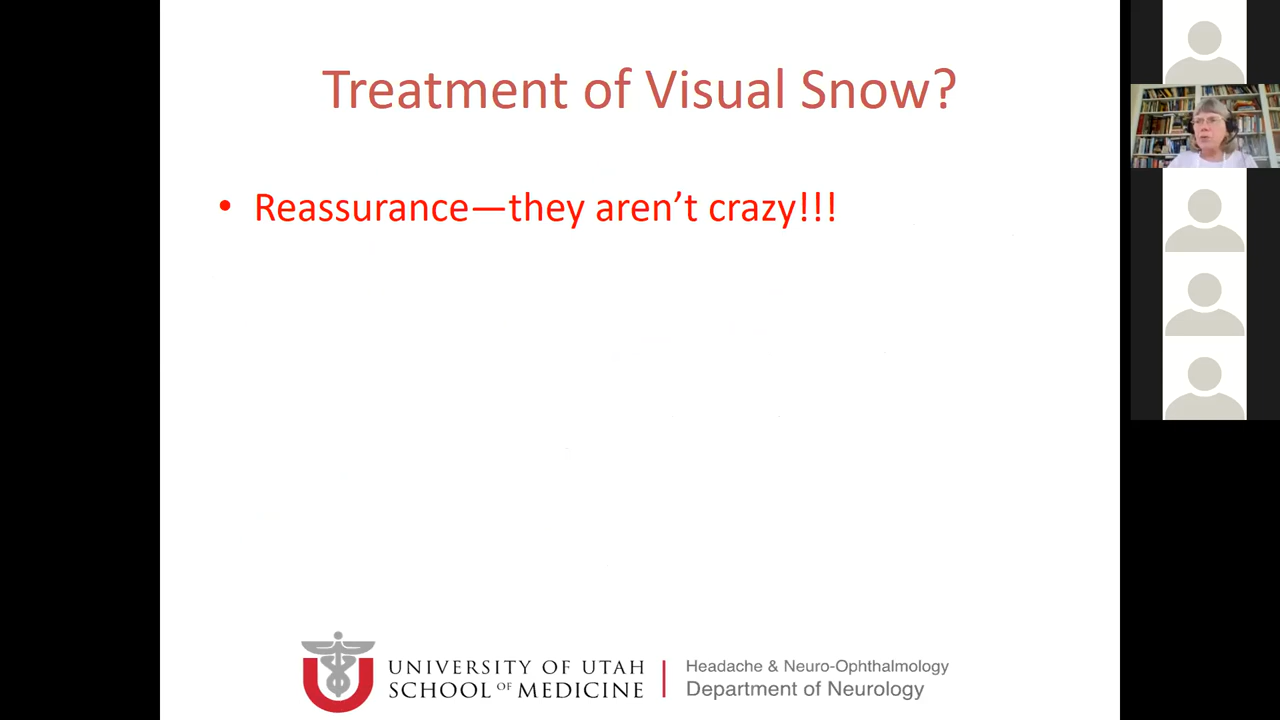 Treatment of Visual Snow?
• Reassurance—they aren’t crazy!!!
UNIVERSITY OF UTAH
SCHOOL OF MEDICINE
Headache & Neuro-Ophthalmology
Department of Neurology